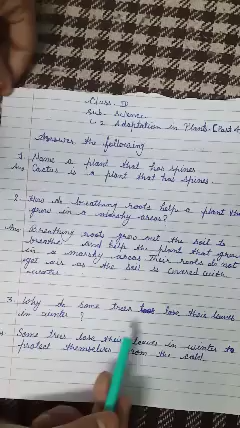 Class - IV
Sub - Science
L-2 Adaptation in Plants - [Part A
Answer the following
1. Name a plant that has spines
Ans Cactus is a plant that has spines
2. How do breathing roots help a plant
grow in a marshy areas?
Ans: Breathing roots grow out the soil to
breathe and help the plant that grow
in a marshy areas Their roots do not
get air as the soil is covered with
water
3. Why do some trees lose their leaves
in winter ?
Some trees lose their leaves in winter to
protect themselves from the cold